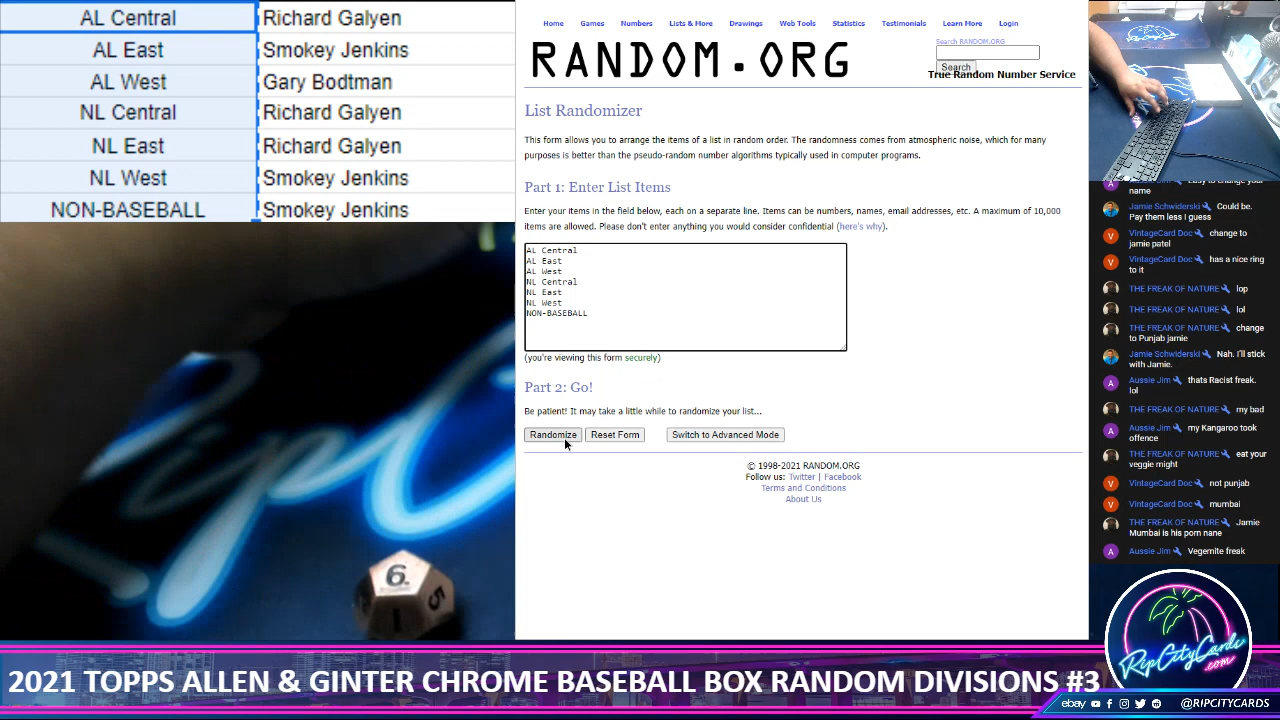 AL Central Richard Galyen
AL East Smokey Jenkins
AL West Gary Bodtman
NL Central Richard Galyen
NL East Richard Galyen
NL West Smokey Jenkins
NON-BASEBALL Smokey Jenkins
6.
5
1
Home Games Numbers Lists & More Drawings Web Tools Statistics Testimonials Learn More Login
RANDOM.ORG
Search RANDOM.ORG
Search
True Random Number Service
List Randomizer
This form allows you to arrange the items of a list in random order. The randomness comes from atmospheric noise, which for many
purposes is better than the pseudo-random number algorithms typically used in computer programs.
Part 1: Enter List Items
Enter your items in the field below, each on a separate line. Items can be numbers, names, email addresses, etc. A maximum of 10,000
items are allowed. Please don't enter anything you would consider confidential (here's why).
AL Central
AL East
AL West
NL Central
NL East
NL West
NON-BASEBALL
(you're viewing this form securely)
Part 2: Go!
Be patient! It may take a little while to randomize your list...
Randomize Reset Form Switch to Advanced Mode
© 1998-2021 RANDOM.ORG
Follow us: Twitter | Facebook
Terms and Conditions
About Us
name
Jamie Schwiderski Could be.
Pay them less I guess
VintageCard Doc change to
jamie patel
VintageCard Doc has a nice ring
to it
THE FREAK OF NATURE lop
THE FREAK OF NATURE lol
THE FREAK OF NATURE change
to Punjab jamie
Jamie Schwiderski Nah. I'll stick
with Jamie.
Aussie Jim thats Racist freak.
lol
THE FREAK OF NATURE my bad
Aussie Jim my Kangaroo took
offence
THE FREAK OF NATURE eat your
veggie might
VintageCard Doc not punjab
VintageCard Doc mumbai
THE FREAK OF NATURE Jamie
Mumbai is his porn nane
Aussie Jim Vegemite freak
RipCityCards
.com
2021 TOPPS ALLEN & GINTER CHROME BASEBALL BOX RANDOM DIVISIONS #3
ebay @RIPCITYCARDS